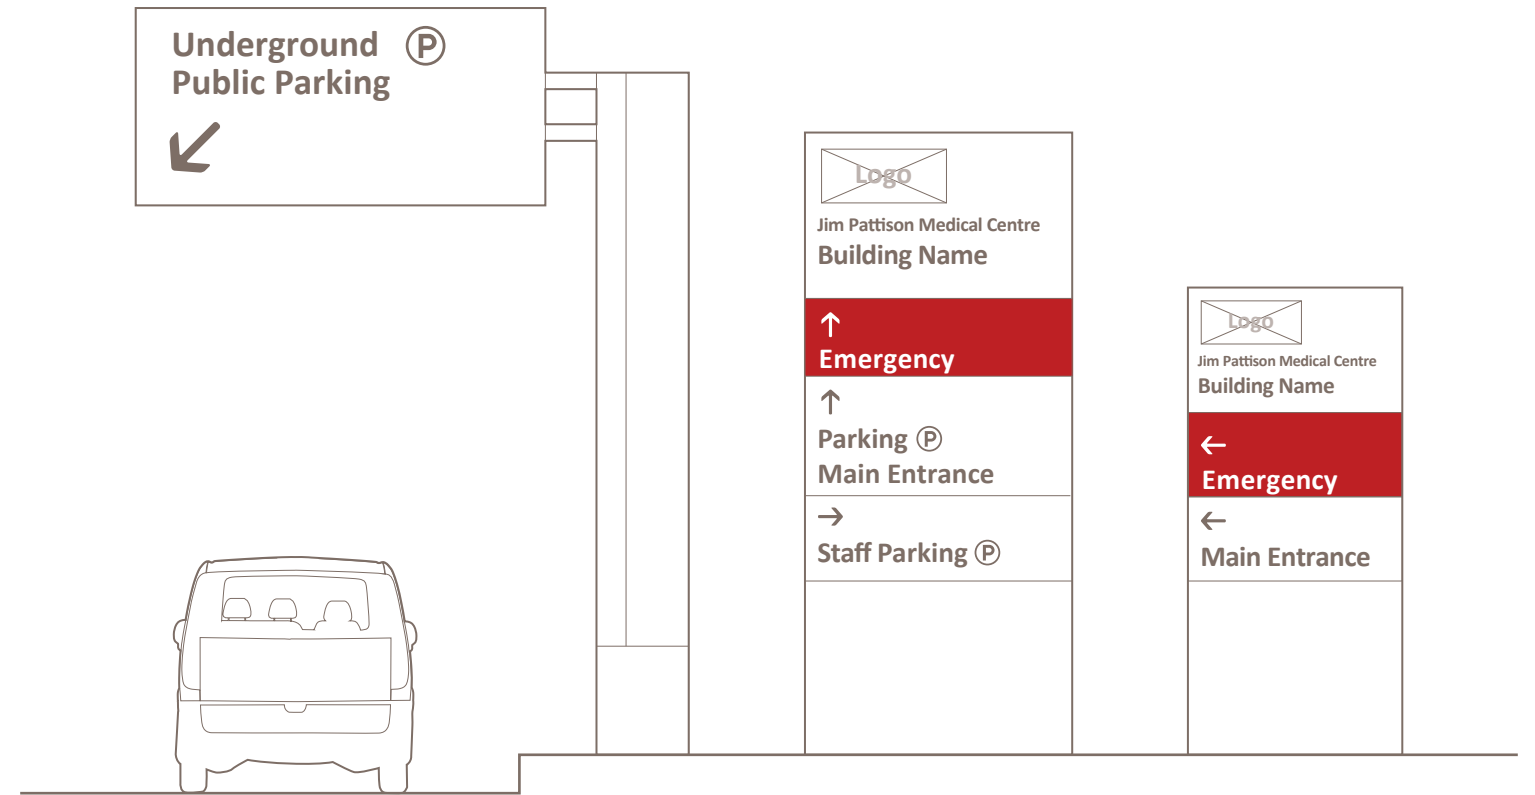 Underground P
Public Parking
Logo
Jim Pattison Medical Centre
Building Name
Emergency
Parking P
Main Entrance
Staff Parking P
Logo
Jim Pattison Medical Centre
Building Name
Emergency
Main Entrance